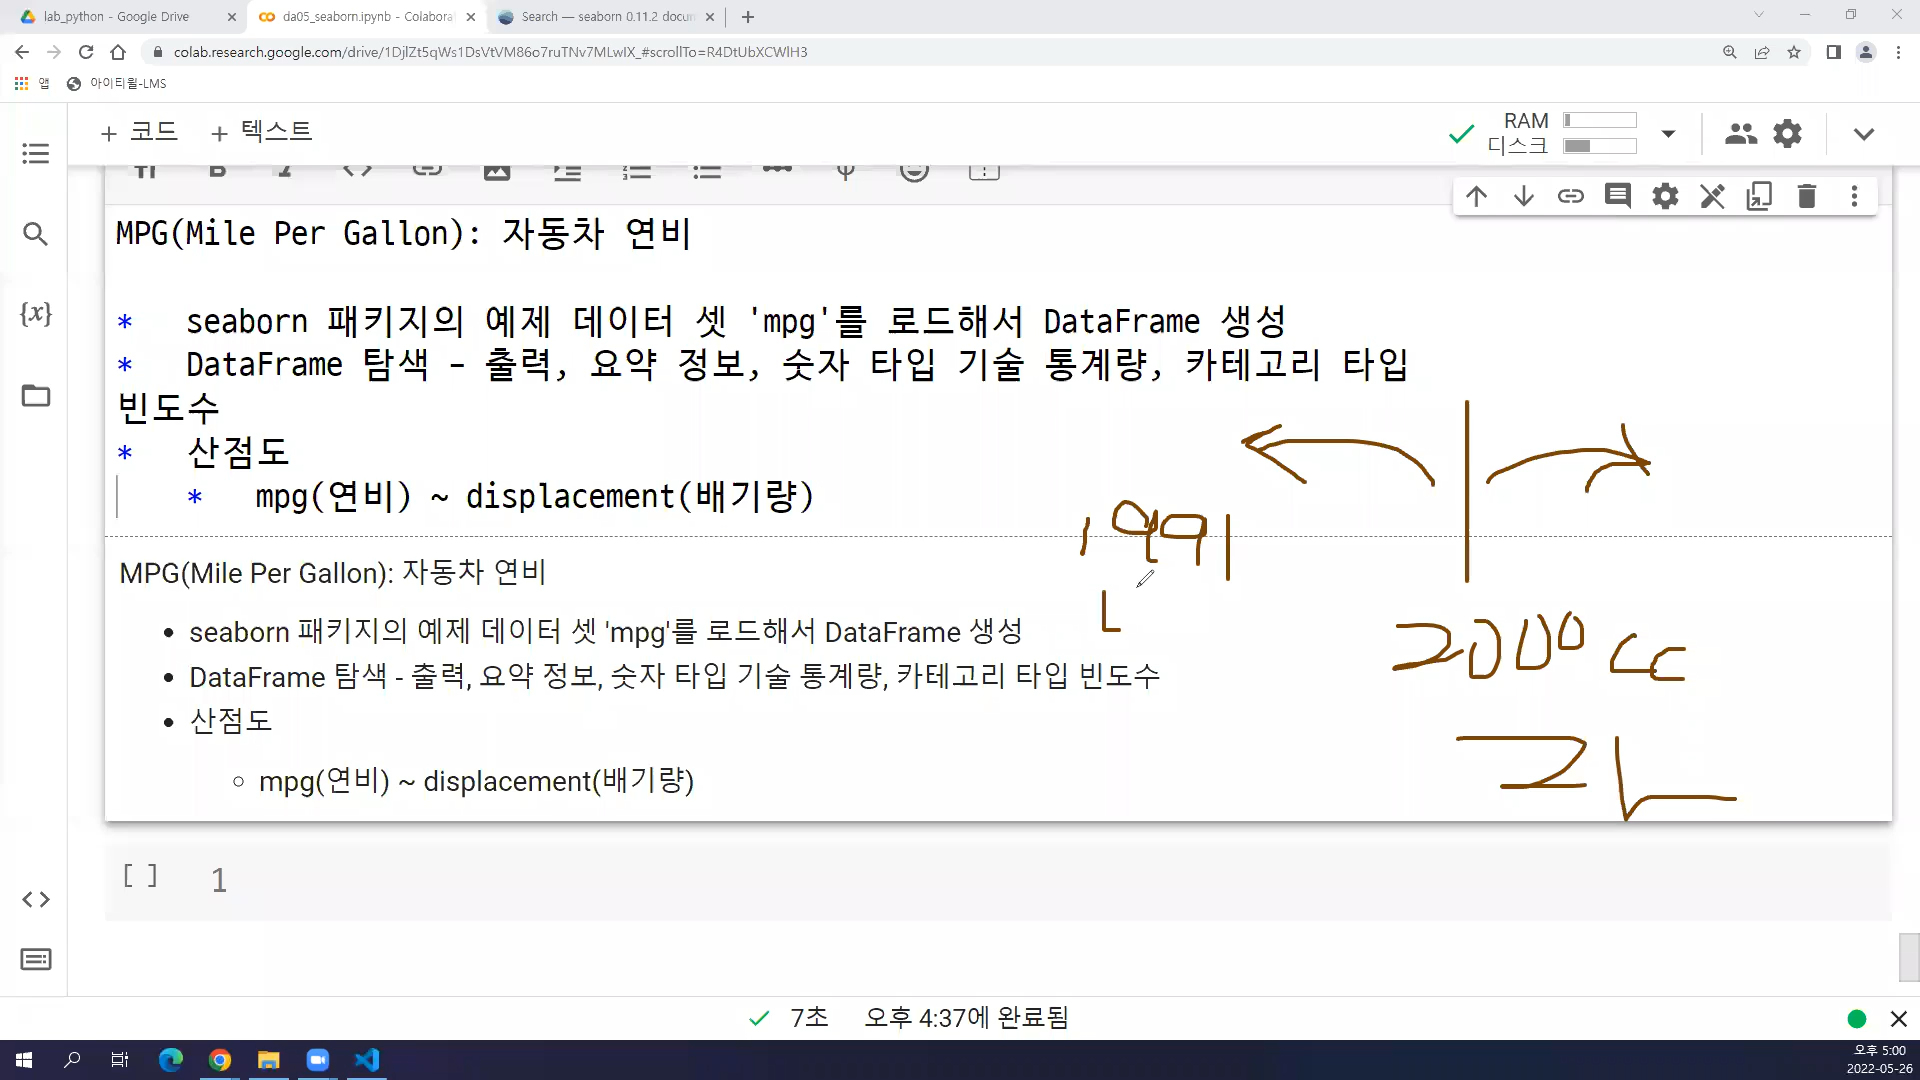 lab_python - Google Drive
da05_seaborn.ipynb - Colabora
Search — seaborn 0.11.2 docu
colab.research.google.com/drive/1DjlZt5qWs1DsVtVM86o7ruTNv7MLwIX_#scrollTo=R4DtUbXCWlH3
앱
아이티윌-LMS
+ 코드 + 텍스트
RAM
디스크
MPG(Mile Per Gallon): 자동차 연비
* seaborn 패키지의 예제 데이터 셋 'mpg'를 로드해서 DataFrame 생성
* DataFrame 탐색 - 출력, 요약 정보, 숫자 타입 기술 통계량, 카테고리 타입
빈도수
* 산점도
* mpg(연비) ~ displacement(배기량)
1991
L
2000cc
2L
MPG(Mile Per Gallon): 자동차 연비
• seaborn 패키지의 예제 데이터 셋 'mpg'를 로드해서 DataFrame 생성
• DataFrame 탐색 - 출력, 요약 정보, 숫자 타입 기술 통계량, 카테고리 타입 빈도수
• 산점도
○ mpg(연비) ~ displacement(배기량)
[ ] 1
7초 오후 4:37에 완료됨
오후 5:00
2022-05-26